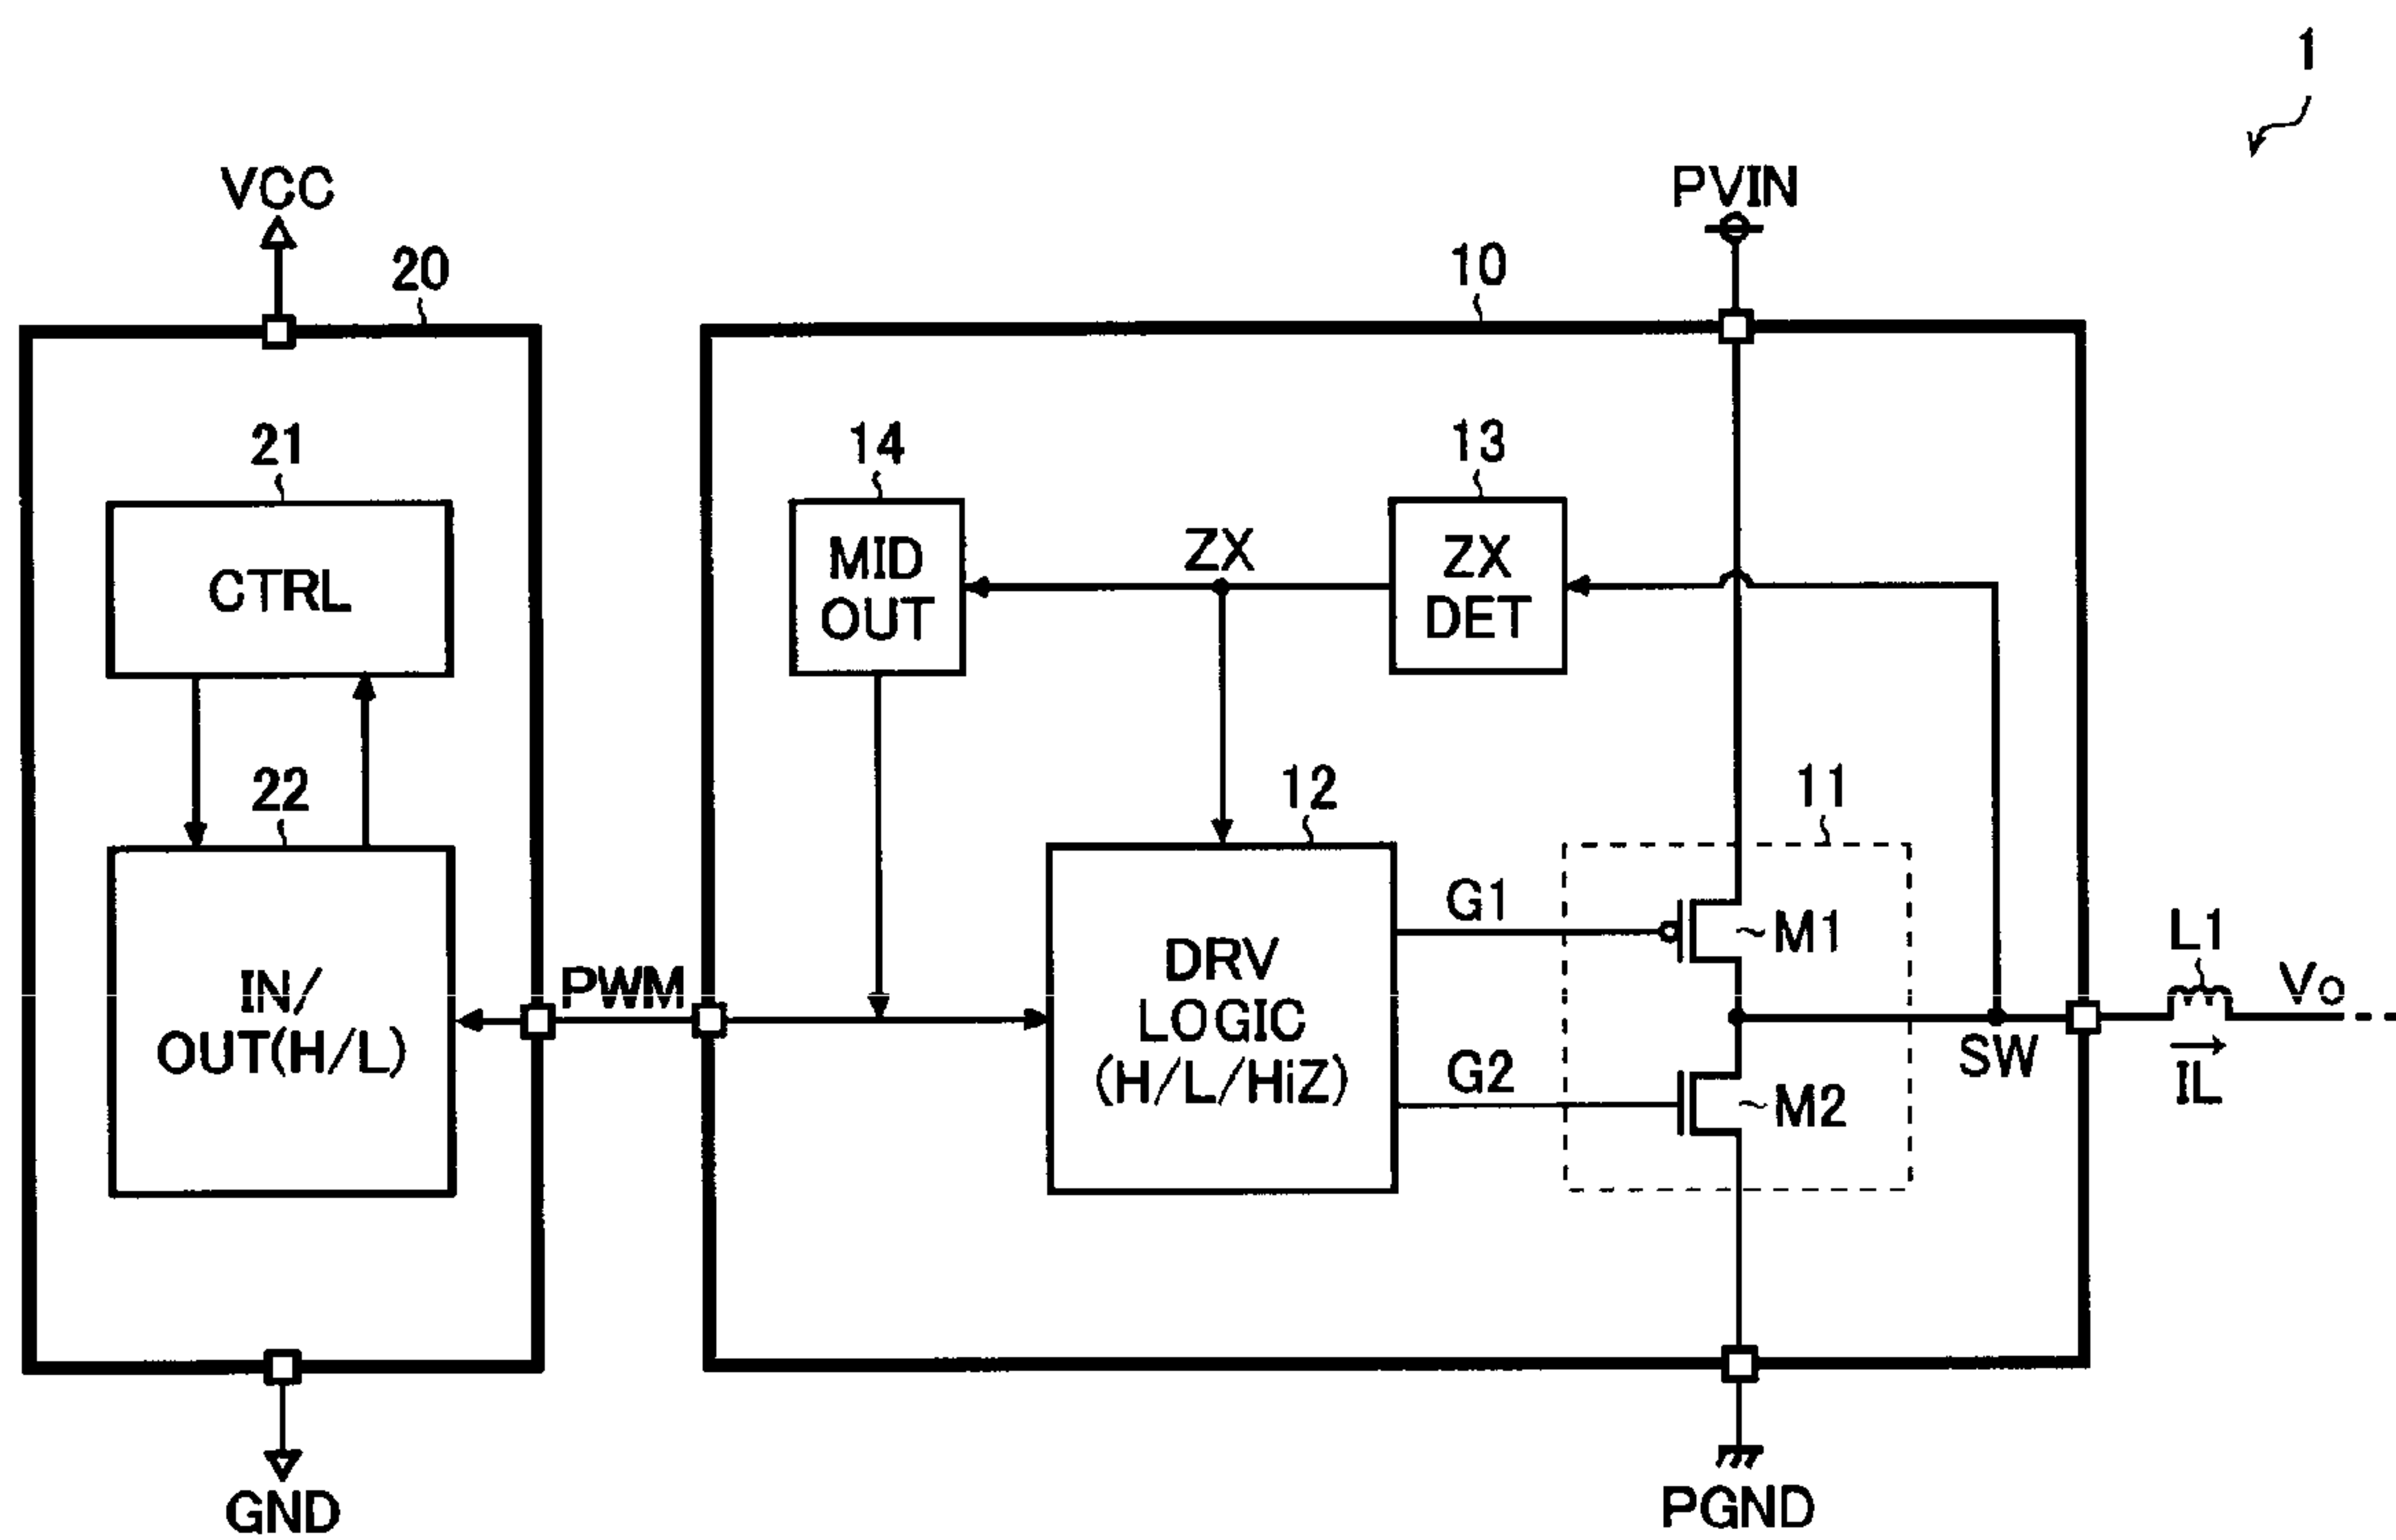 1
VCC
PVIN
20
10
21
14
13
CTRL
MID
OUT
ZX
ZX
DET
22
12
11
IN/
OUT(H/L)
PWM
DRV
LOGIC
(H/L/HiZ)
G1
G2
M1
M2
SW
L1
IL
Vo
GND
PGND